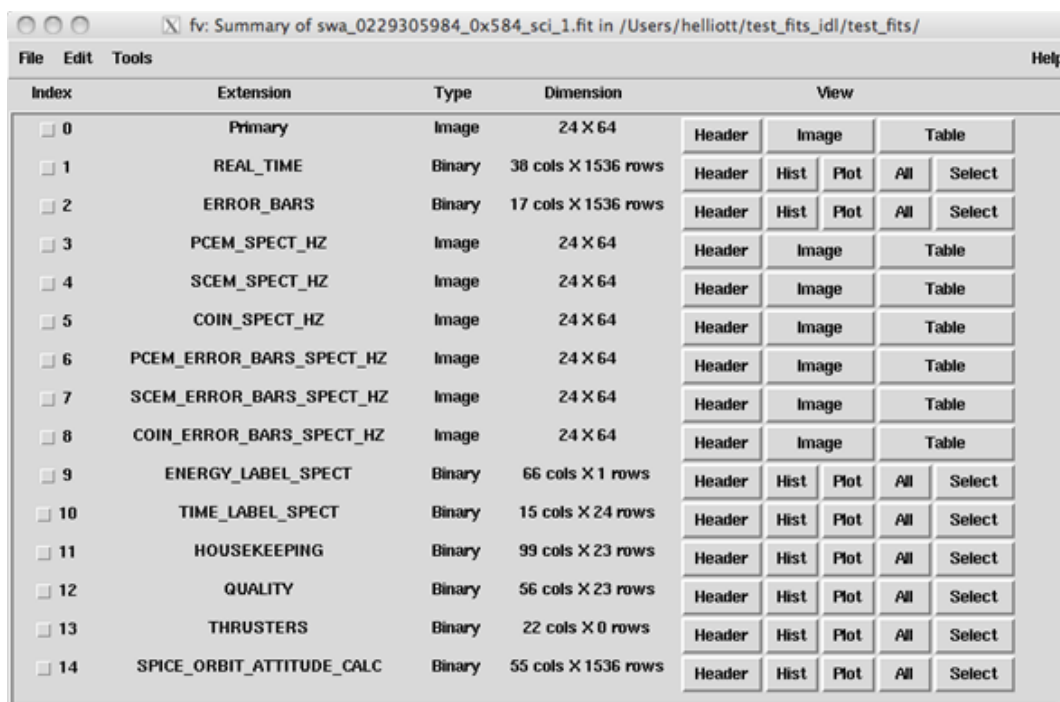 fv: Summary of swa_0229305984_0x584_sci_1.fit in /Users/helliott/test_fits_idl/test_fits/
File Edit Tools Help
Index Extension Type Dimension View
0 Primary Image 24 X 64 Header Image Table
1 REAL_TIME Binary 38 cols X 1536 rows Header Hist Plot All Select
2 ERROR_BARS Binary 17 cols X 1536 rows Header Hist Plot All Select
3 PCEM_SPECT_HZ Image 24 X 64 Header Image Table
4 SCEM_SPECT_HZ Image 24 X 64 Header Image Table
5 COIN_SPECT_HZ Image 24 X 64 Header Image Table
6 PCEM_ERROR_BARS_SPECT_HZ Image 24 X 64 Header Image Table
7 SCEM_ERROR_BARS_SPECT_HZ Image 24 X 64 Header Image Table
8 COIN_ERROR_BARS_SPECT_HZ Image 24 X 64 Header Image Table
9 ENERGY_LABEL_SPECT Binary 66 cols X 1 rows Header Hist Plot All Select
10 TIME_LABEL_SPECT Binary 15 cols X 24 rows Header Hist Plot All Select
11 HOUSEKEEPING Binary 99 cols X 23 rows Header Hist Plot All Select
12 QUALITY Binary 56 cols X 23 rows Header Hist Plot All Select
13 THRUSTERS Binary 22 cols X 0 rows Header Hist Plot All Select
14 SPICE_ORBIT_ATTITUDE_CALC Binary 55 cols X 1536 rows Header Hist Plot All Select